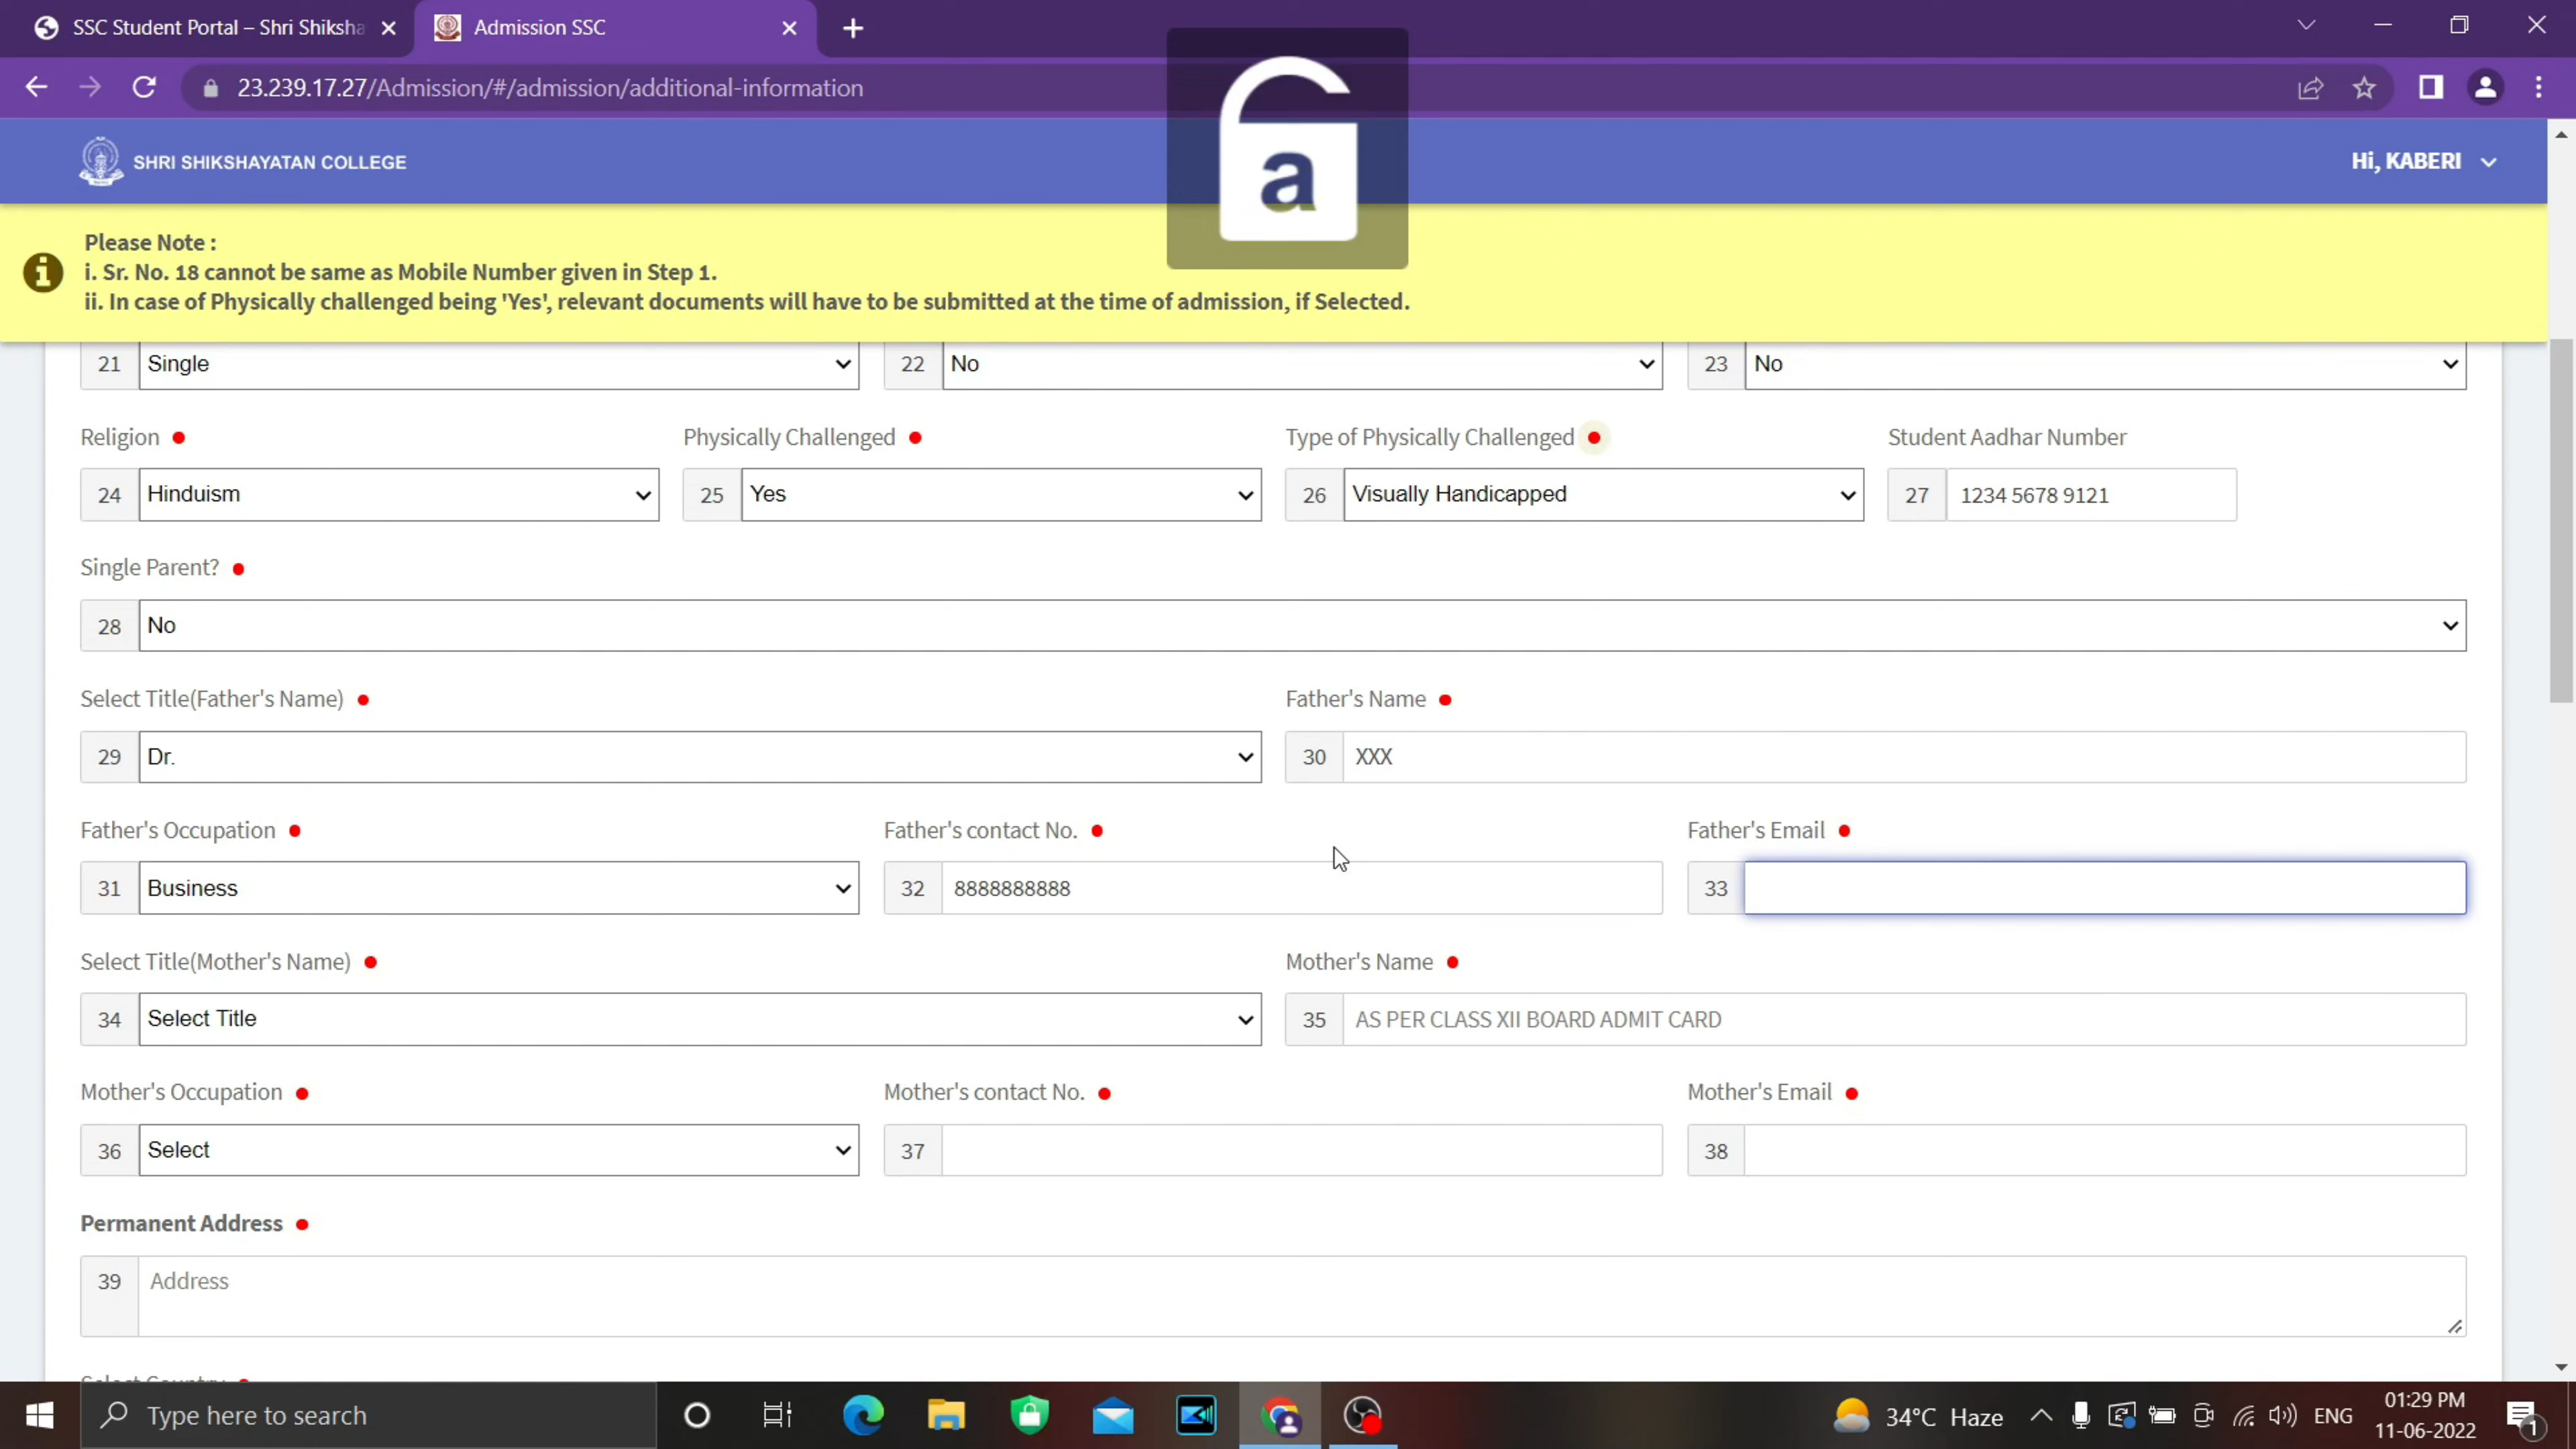 SSC Student Portal – Shri Shiksha
Admission SSC
23.239.17.27/Admission/#/admission/additional-information
SHRI SHIKSHAYATAN COLLEGE
Hi, KABERI
a
Please Note :
i. Sr. No. 18 cannot be same as Mobile Number given in Step 1.
ii. In case of Physically challenged being 'Yes', relevant documents will have to be submitted at the time of admission, if Selected.
21 Single 22 No 23 No
Religion Physically Challenged Type of Physically Challenged Student Aadhar Number
24 Hinduism 25 Yes 26 Visually Handicapped 27 1234 5678 9121
Single Parent?
28 No
Select Title(Father's Name) Father's Name
29 Dr. 30 XXX
Father's Occupation Father's contact No. Father's Email
31 Business 32 8888888888 33
Select Title(Mother's Name) Mother's Name
34 Select Title 35 AS PER CLASS XII BOARD ADMIT CARD
Mother's Occupation Mother's contact No. Mother's Email
36 Select 37 38
Permanent Address
39 Address
Select Country
Type here to search
34°C Haze
ENG
01:29 PM
11-06-2022
1